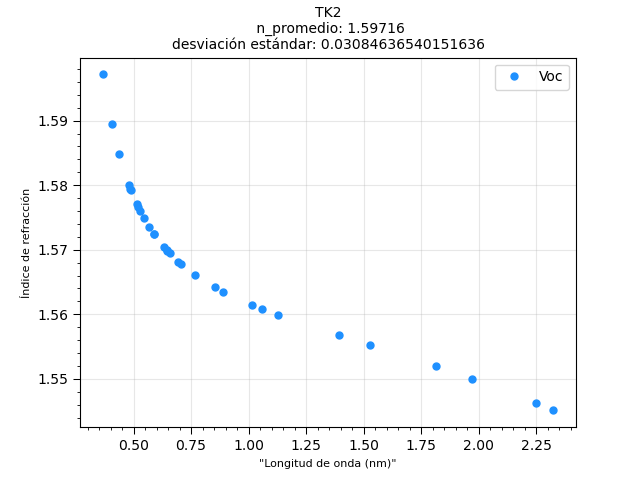 TK2
n_promedio: 1.59716
desviación estándar: 0.03084636540151636
Voc
1.59
1.58
1.57
1.56
1.55
Índice de refracción
0.50 0.75 1.00 1.25 1.50 1.75 2.00 2.25
"Longitud de onda (nm)"